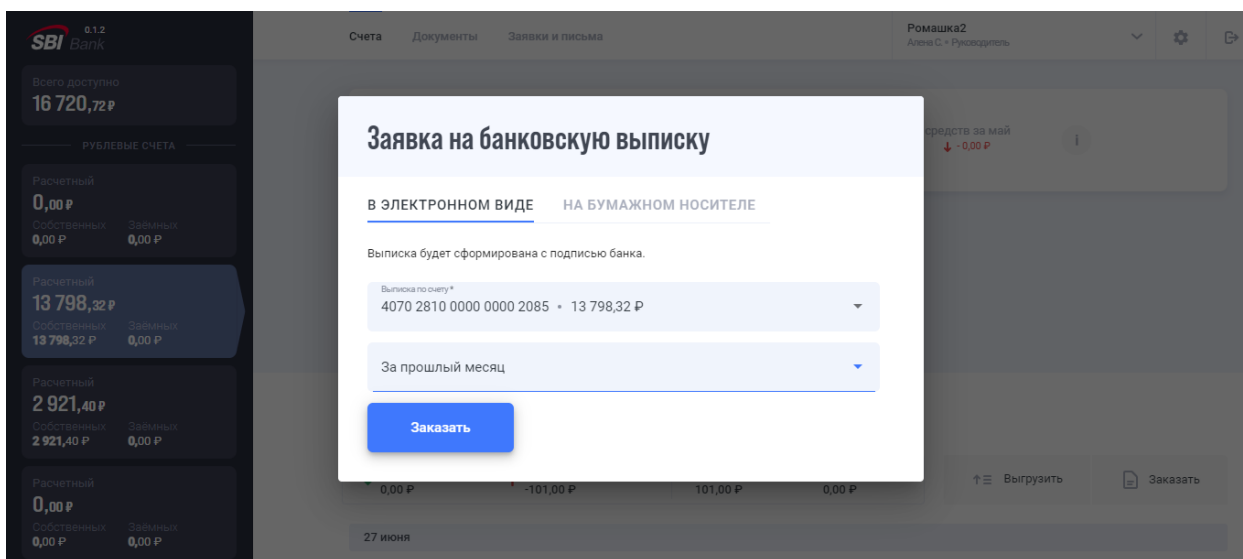 0.1.2
SBI Bank
Всего доступно
16 720,72 ₽
РУБЛЕВЫЕ СЧЕТА
Расчетный
0,00 ₽
Собственных Заёмных
0,00 ₽ 0,00 ₽
Расчетный
13 798,32 ₽
Собственных Заёмных
13 798,32 ₽ 0,00 ₽
Расчетный
2 921,40 ₽
Собственных Заёмных
2 921,40 ₽ 0,00 ₽
Расчетный
0,00 ₽
Собственных Заёмных
0,00 ₽ 0,00 ₽
Счета Документы Заявки и письма
Ромашка2
Алена С. • Руководитель
средств за май
-0,00 ₽
i
Заявка на банковскую выписку
В ЭЛЕКТРОННОМ ВИДЕ НА БУМАЖНОМ НОСИТЕЛЕ
Выписка будет сформирована с подписью банка.
Выписка по счету *
4070 2810 0000 0000 2085 • 13 798,32 ₽
За прошлый месяц
Заказать
0,00 ₽ -101,00 ₽ 101,00 ₽ 0,00 ₽
Выгрузить Заказать
27 июня